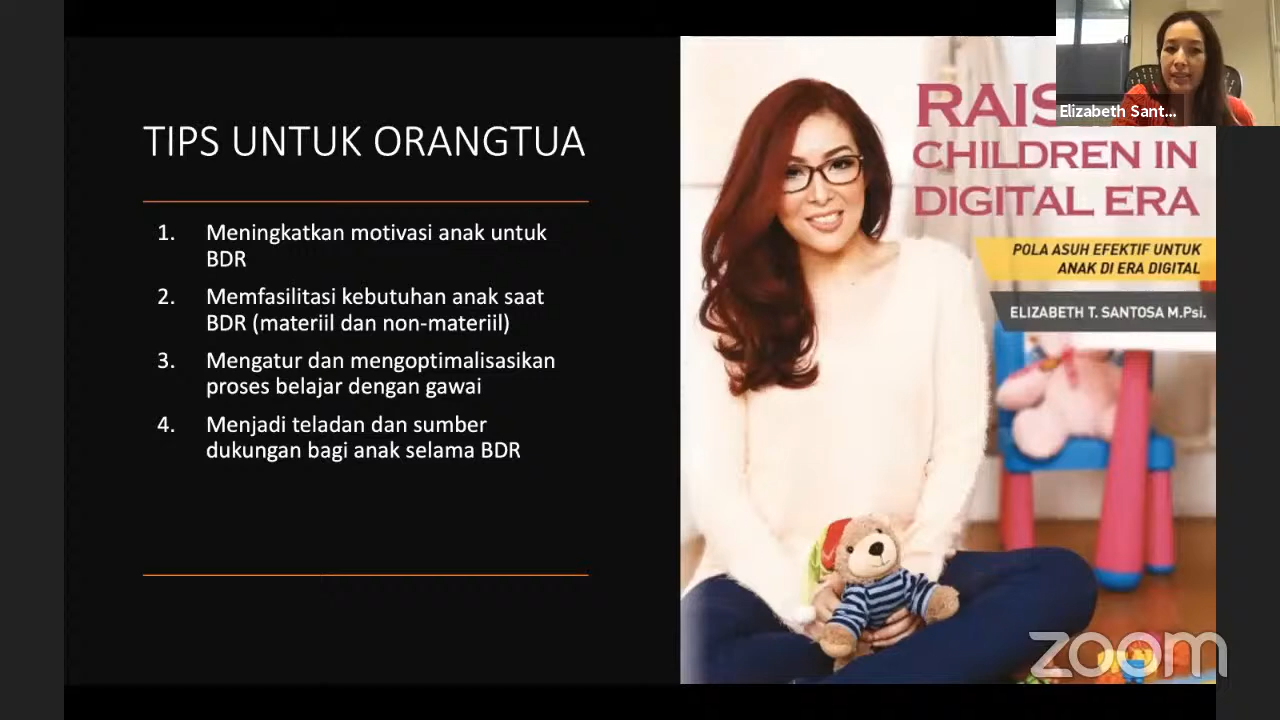 TIPS UNTUK ORANGTUA
1. Meningkatkan motivasi anak untuk
BDR
2. Memfasilitasi kebutuhan anak saat
BDR (materiil dan non-materiil)
3. Mengatur dan mengoptimalisasikan
proses belajar dengan gawai
4. Menjadi teladan dan sumber
dukungan bagi anak selama BDR
RAIS
CHILDREN IN
DIGITAL ERA
POLA ASUH EFEKTIF UNTUK
ANAK DI ERA DIGITAL
ELIZABETH T. SANTOSA M.Psi.
Elizabeth Sant...
zoom